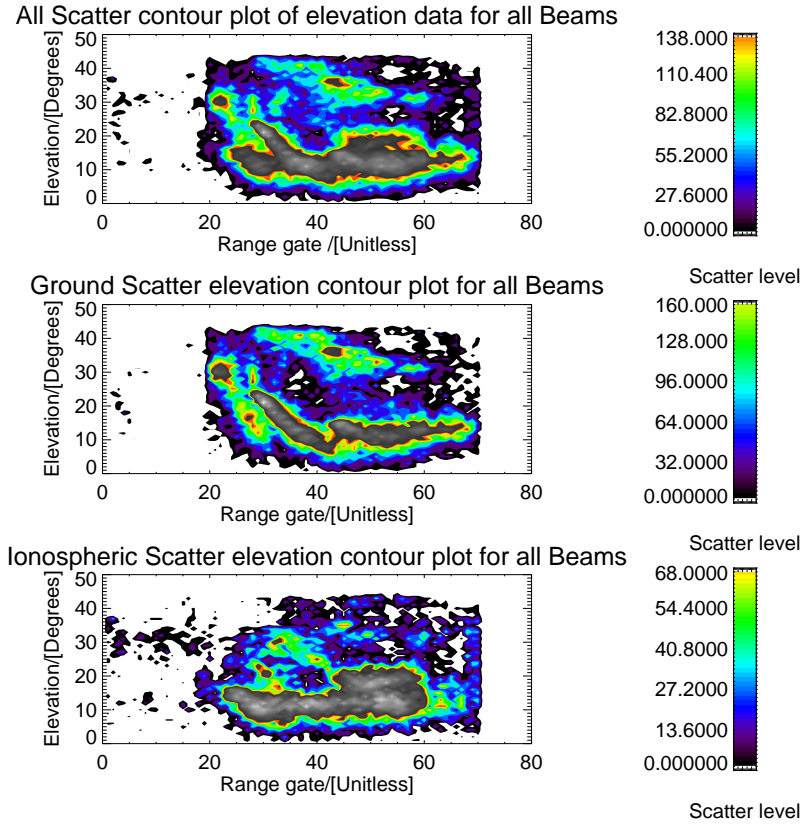 All Scatter contour plot of elevation data for all Beams
Elevation/[Degrees]
50
40
30
20
10
0
0 20 40 60 80
Range gate /[Unitless]
138.000
110.400
82.8000
55.2000
27.6000
0.000000
Scatter level
Ground Scatter elevation contour plot for all Beams
Elevation/[Degrees]
50
40
30
20
10
0
0 20 40 60 80
Range gate/[Unitless]
160.000
128.000
96.0000
64.0000
32.0000
0.000000
Scatter level
Ionospheric Scatter elevation contour plot for all Beams
Elevation/[Degrees]
50
40
30
20
10
0
0 20 40 60 80
Range gate/[Unitless]
68.0000
54.4000
40.8000
27.2000
13.6000
0.000000
Scatter level